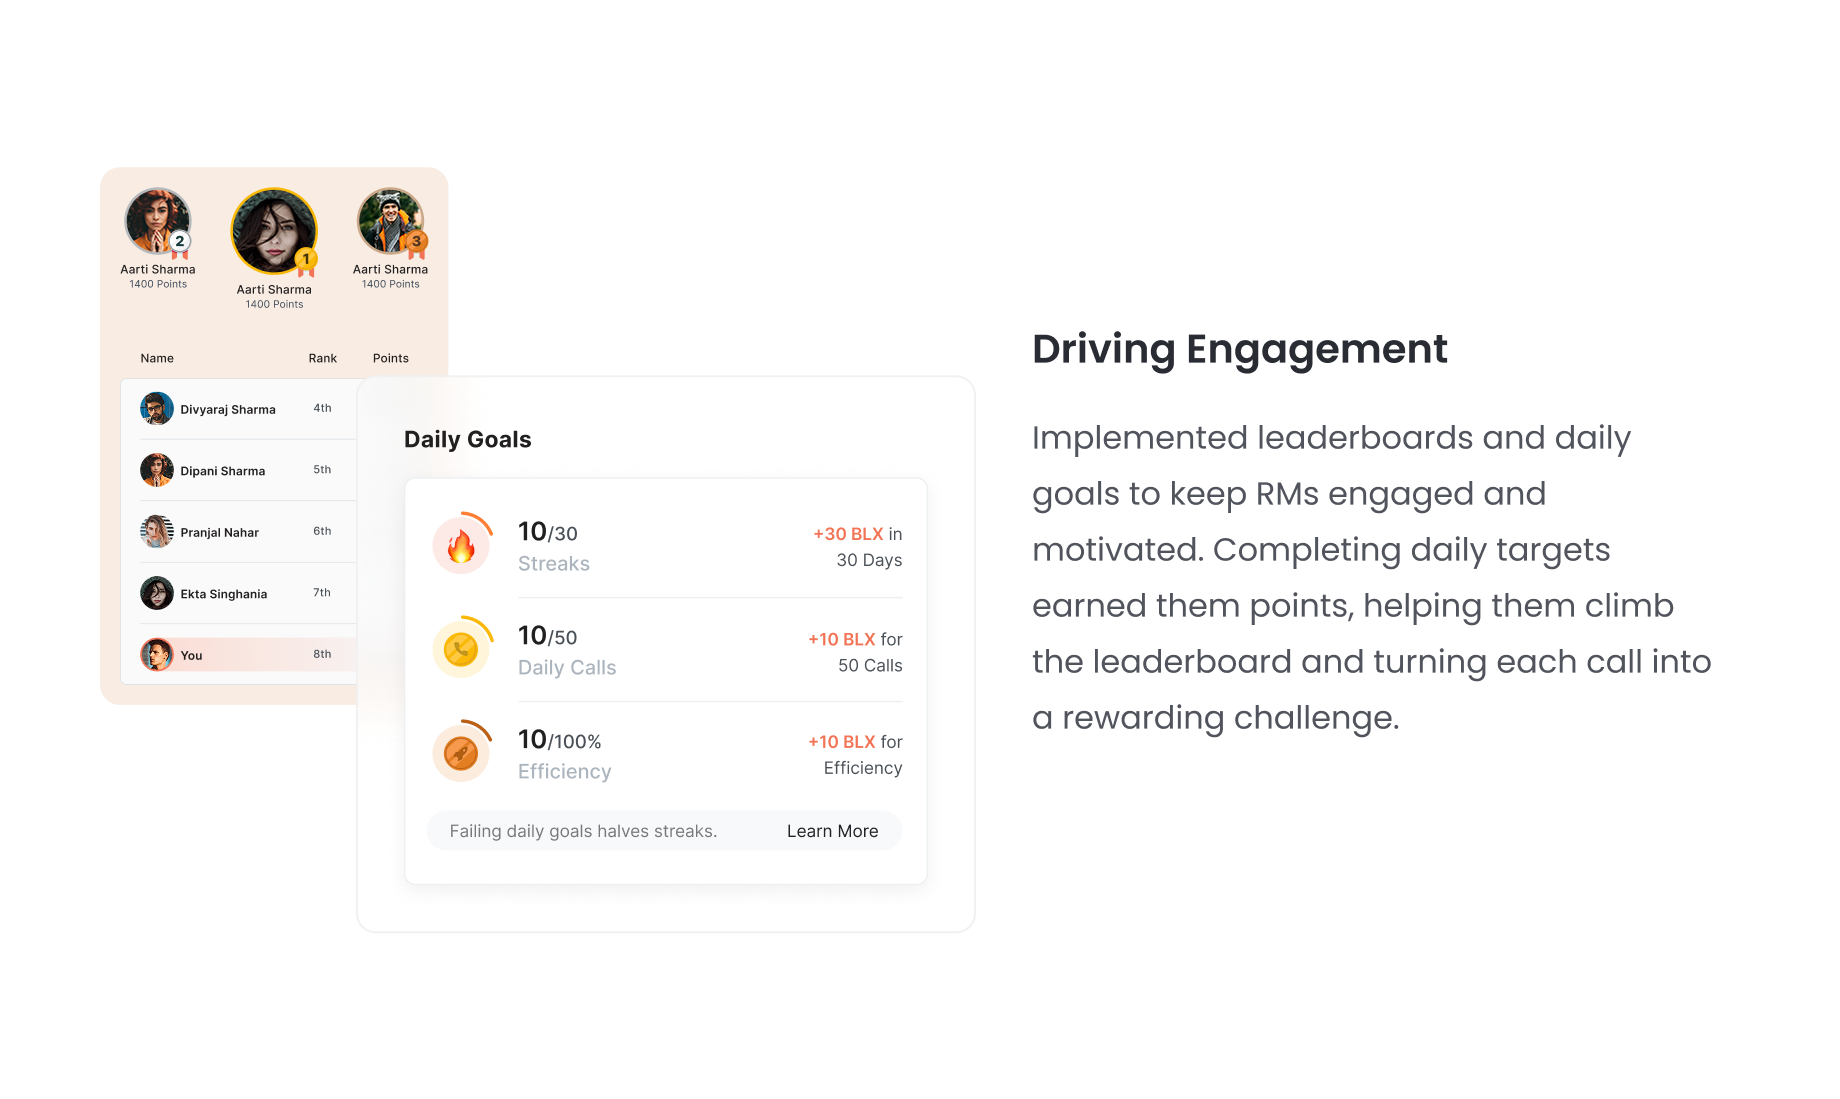 2
1
3
Aarti Sharma
1400 Points
Aarti Sharma
1400 Points
Aarti Sharma
1400 Points
Name Rank Points
Divyaraj Sharma 4th
Dipani Sharma 5th
Pranjal Nahar 6th
Ekta Singhania 7th
You 8th
Daily Goals
10/30 +30 BLX in
Streaks 30 Days
10/50 +10 BLX for
Daily Calls 50 Calls
10/100% +10 BLX for
Efficiency Efficiency
Failing daily goals halves streaks. Learn More
Driving Engagement
Implemented leaderboards and daily
goals to keep RMs engaged and
motivated. Completing daily targets
earned them points, helping them climb
the leaderboard and turning each call into
a rewarding challenge.